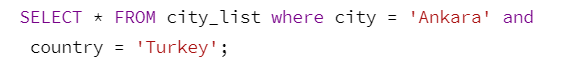 SELECT * FROM city_list where city = 'Ankara' and
country = 'Turkey';